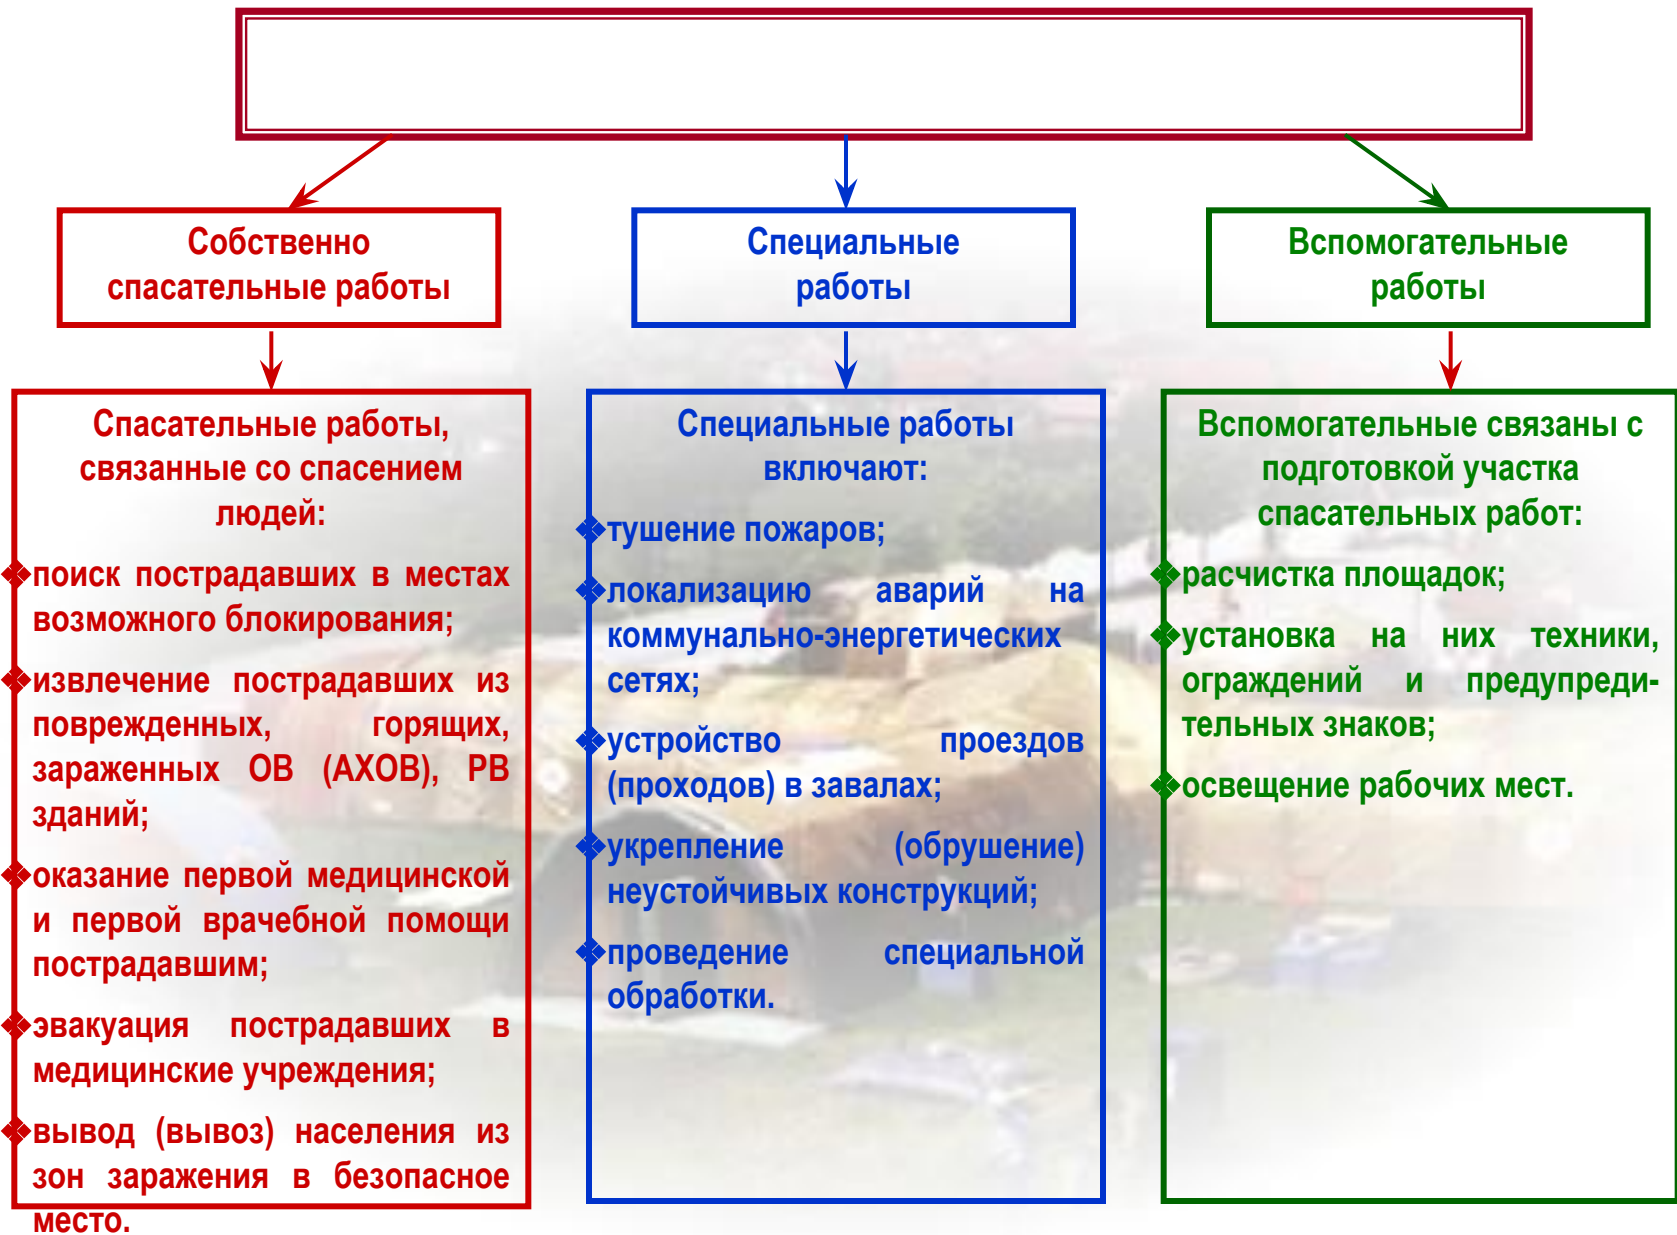 Собственно
спасательные работы
Специальные
работы
Вспомогательные
работы
Спасательные работы,
связанные со спасением
людей:
поиск пострадавших в местах
возможного блокирования;
извлечение пострадавших из
поврежденных, горящих,
зараженных ОВ (АХОВ), РВ
зданий;
оказание первой медицинской
и первой врачебной помощи
пострадавшим;
эвакуация пострадавших в
медицинские учреждения;
вывод (вывоз) населения из
зон заражения в безопасное
место.
Специальные работы
включают:
тушение пожаров;
локализацию аварий на
коммунально-энергетических
сетях;
устройство проездов
(проходов) в завалах;
укрепление (обрушение)
неустойчивых конструкций;
проведение специальной
обработки.
Вспомогательные связаны с
подготовкой участка
спасательных работ:
расчистка площадок;
установка на них техники,
ограждений и предупреди-
тельных знаков;
освещение рабочих мест.